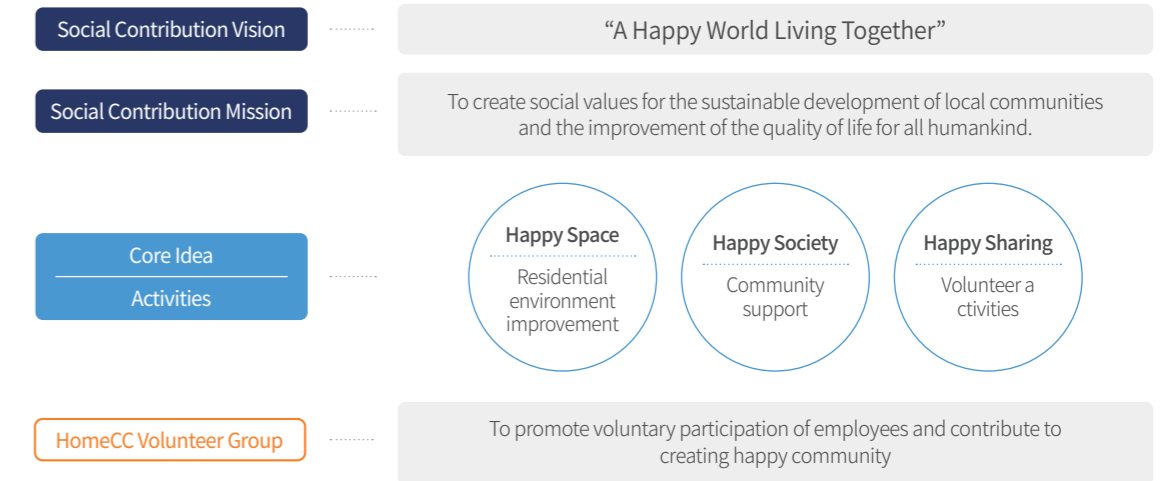 Social Contribution Vision
“A Happy World Living Together”
Social Contribution Mission
To create social values for the sustainable development of local communities
and the improvement of the quality of life for all humankind.
Core Idea
Activities
Happy Space
Residential
environment
improvement
Happy Society
Community
support
Happy Sharing
Volunteer a
ctivities
HomeCC Volunteer Group
To promote voluntary participation of employees and contribute to
creating happy community